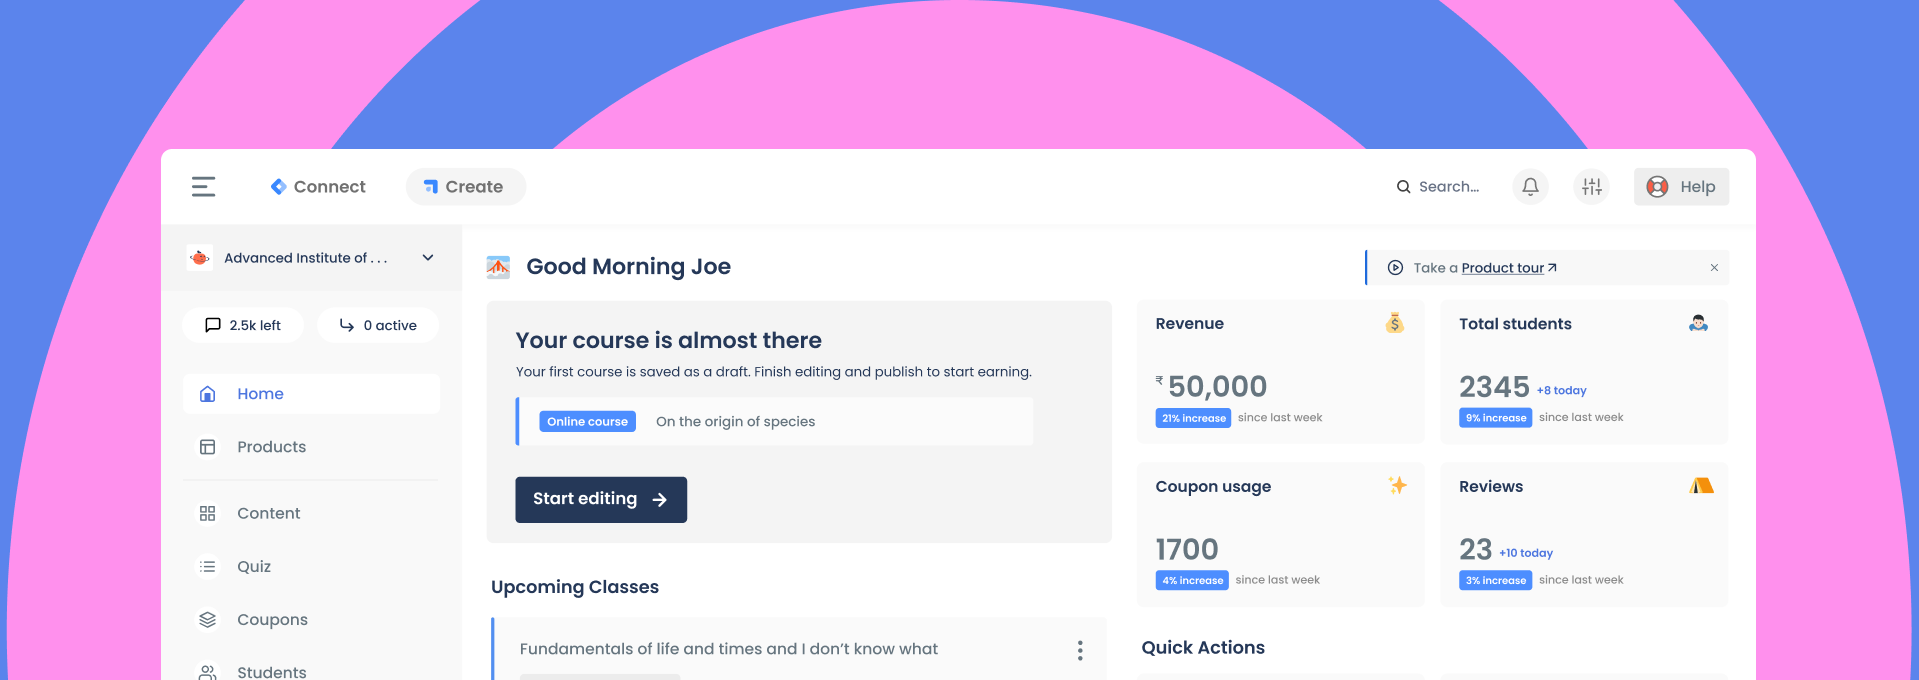 Connect
Create
Search...
Help
Advanced Institute of . . .
2.5k left
0 active
Home
Products
Content
Quiz
Coupons
Students
Good Morning Joe
Take a Product tour
Your course is almost there
Your first course is saved as a draft. Finish editing and publish to start earning.
Online course
On the origin of species
Start editing
Upcoming Classes
Fundamentals of life and times and I don’t know what
Revenue
₹ 50,000
21% increase since last week
Total students
2345 +8 today
9% increase since last week
Coupon usage
1700
4% increase since last week
Reviews
23 +10 today
3% increase since last week
Quick Actions